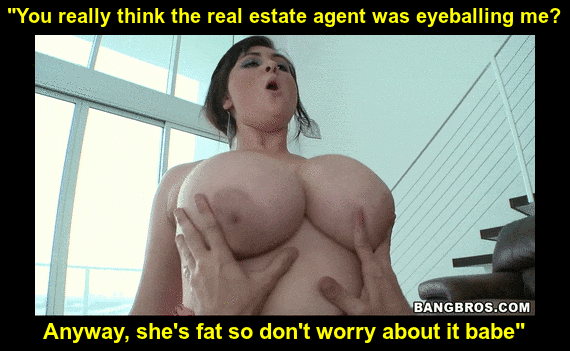 "You really think the real estate agent was eyeballing me?
BANGBROS.COM
Anyway, she's fat so don't worry about it babe"